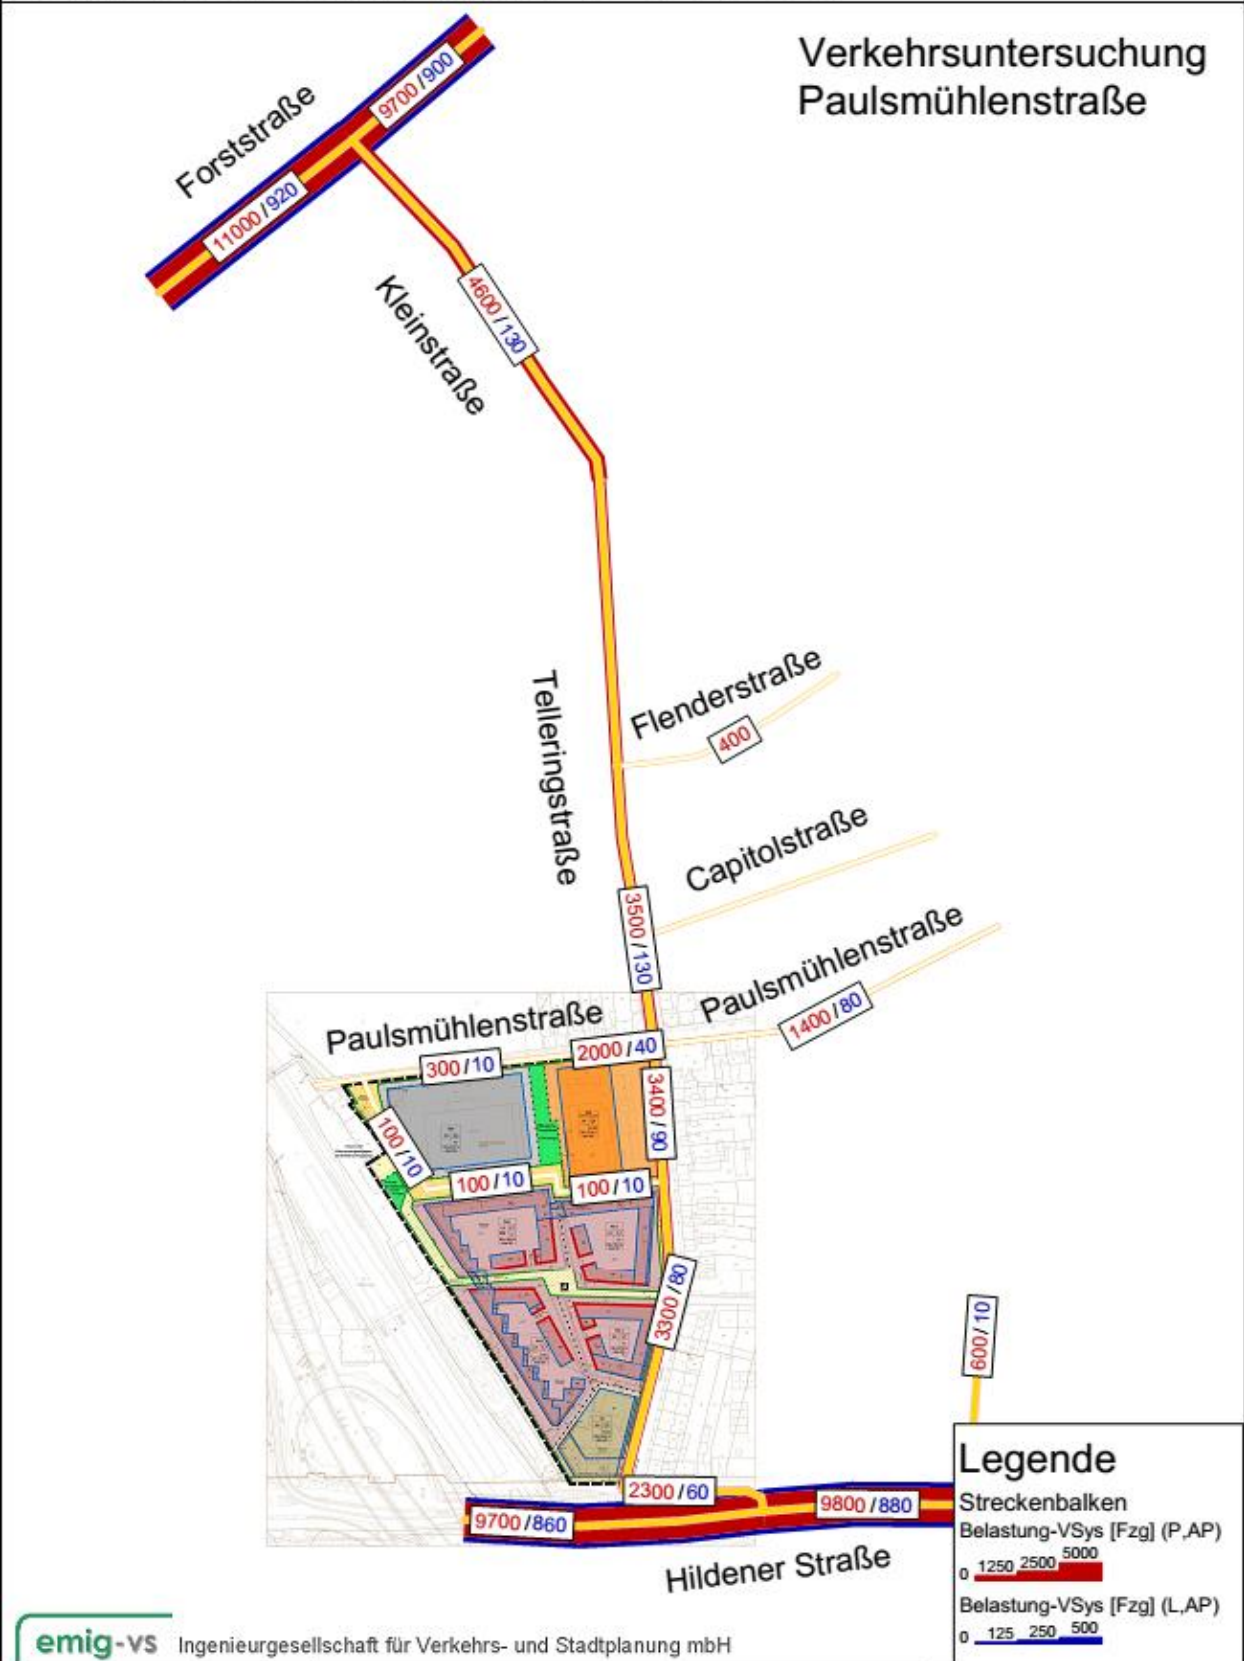 Verkehrsuntersuchung
Paulsmühlenstraße
Forststraße
9700/900
11000/920
Kleinstraße
4600/130
Telleringstraße
Flenderstraße
400
Capitolstraße
3500/130
Paulsmühlenstraße
1400/80
Paulsmühlenstraße
300/10
2000/40
3400/90
100/10
100/10
100/10
3300/80
600/10
2300/60
9700/860
9800/880
Hildener Straße
Legende
Streckenbalken
Belastung-VSys [Fzg] (P,AP)
0 1250 2500 5000
Belastung-VSys [Fzg] (L,AP)
0 125 250 500
emig-vs Ingenieurgesellschaft für Verkehrs- und Stadtplanung mbH